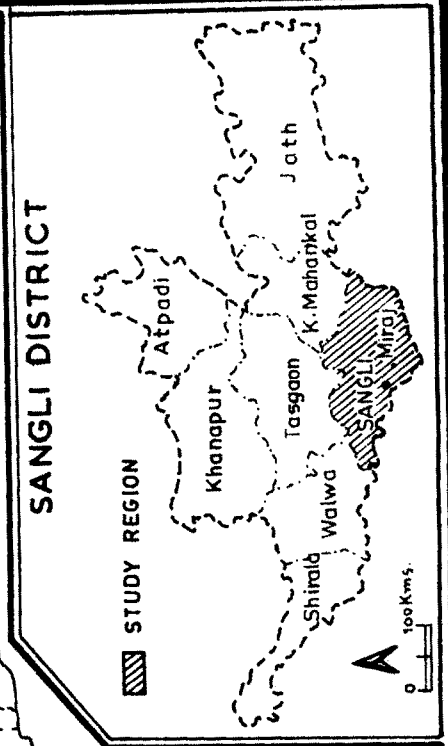 SANGLI DISTRICT
STUDY REGION
Atpadi
Khanapur
Jath
K.Mahankal
Tasgaon
SANGLI
Miraj
Walwa
Shirala
0 100Kms.